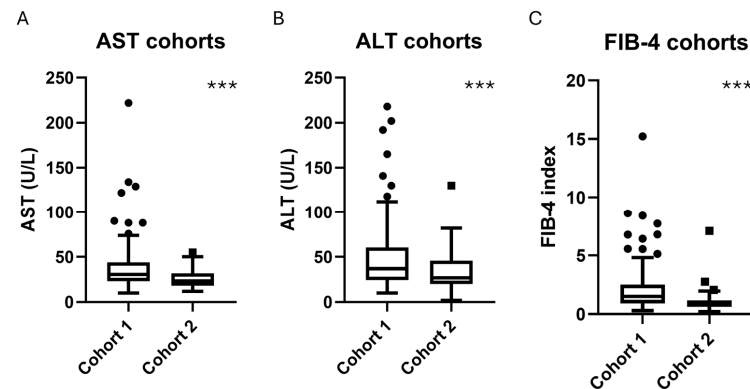 A
AST cohorts
AST (U/L)
250
200
150
100
50
0
***
Cohort 1
Cohort 2
B
ALT cohorts
ALT (U/L)
250
200
150
100
50
0
***
Cohort 1
Cohort 2
C
FIB-4 cohorts
FIB-4 index
20
15
10
5
0
***
Cohort 1
Cohort 2